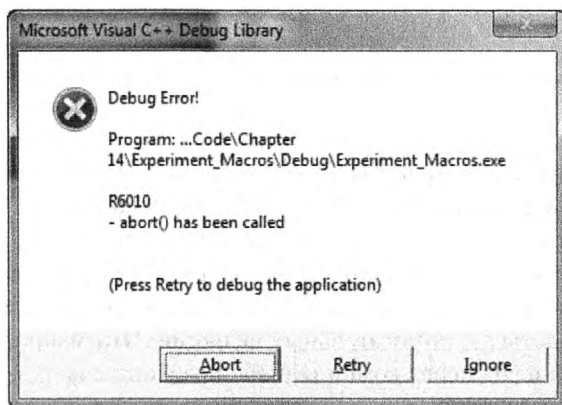 Microsoft Visual C++ Debug Library
Debug Error!
Program: ...Code\Chapter
14\Experiment_Macros\Debug\Experiment_Macros.exe
R6010
- abort() has been called
(Press Retry to debug the application)
Abort
Retry
Ignore